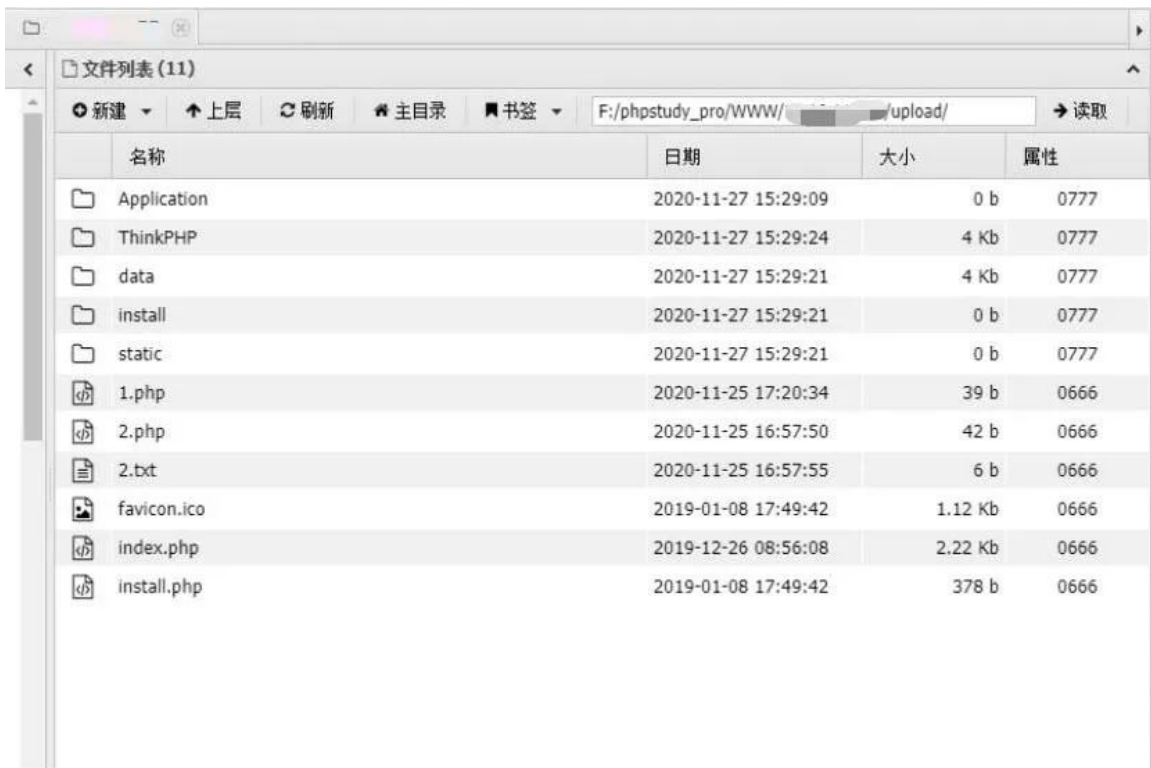 文件列表 (11)
新建 上层 刷新 主目录 书签 F:/phpstudy_pro/WWW/ /upload/ 读取
名称 日期 大小 属性
Application 2020-11-27 15:29:09 0 b 0777
ThinkPHP 2020-11-27 15:29:24 4 Kb 0777
data 2020-11-27 15:29:21 4 Kb 0777
install 2020-11-27 15:29:21 0 b 0777
static 2020-11-27 15:29:21 0 b 0777
1.php 2020-11-25 17:20:34 39 b 0666
2.php 2020-11-25 16:57:50 42 b 0666
2.txt 2020-11-25 16:57:55 6 b 0666
favicon.ico 2019-01-08 17:49:42 1.12 Kb 0666
index.php 2019-12-26 08:56:08 2.22 Kb 0666
install.php 2019-01-08 17:49:42 378 b 0666